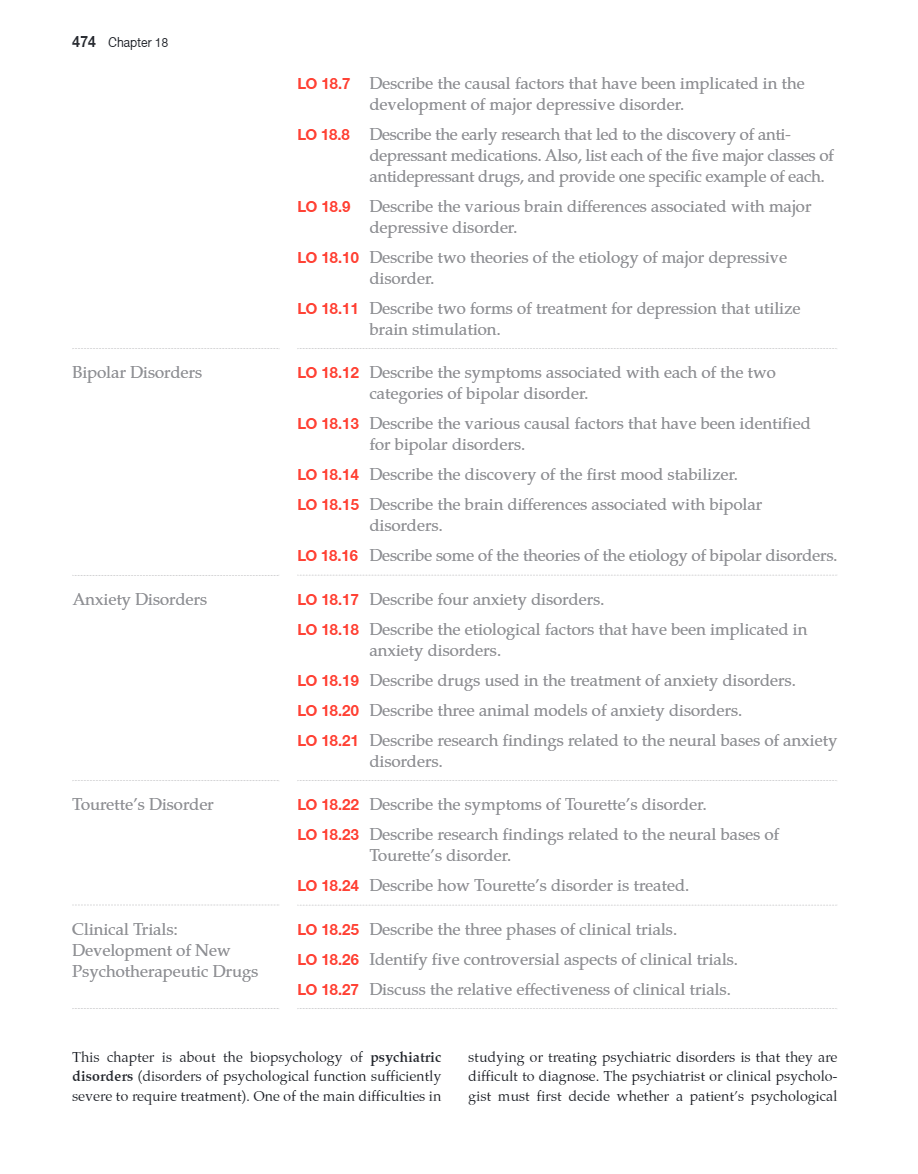 474 Chapter 18
LO 18.7 Describe the causal factors that have been implicated in the
development of major depressive disorder.
LO 18.8 Describe the early research that led to the discovery of anti-
depressant medications. Also, list each of the five major classes of
antidepressant drugs, and provide one specific example of each.
LO 18.9 Describe the various brain differences associated with major
depressive disorder.
LO 18.10 Describe two theories of the etiology of major depressive
disorder.
LO 18.11 Describe two forms of treatment for depression that utilize
brain stimulation.
Bipolar Disorders
LO 18.12 Describe the symptoms associated with each of the two
categories of bipolar disorder.
LO 18.13 Describe the various causal factors that have been identified
for bipolar disorders.
LO 18.14 Describe the discovery of the first mood stabilizer.
LO 18.15 Describe the brain differences associated with bipolar
disorders.
LO 18.16 Describe some of the theories of the etiology of bipolar disorders.
Anxiety Disorders
LO 18.17 Describe four anxiety disorders.
LO 18.18 Describe the etiological factors that have been implicated in
anxiety disorders.
LO 18.19 Describe drugs used in the treatment of anxiety disorders.
LO 18.20 Describe three animal models of anxiety disorders.
LO 18.21 Describe research findings related to the neural bases of anxiety
disorders.
Tourette's Disorder
LO 18.22 Describe the symptoms of Tourette's disorder.
LO 18.23 Describe research findings related to the neural bases of
Tourette's disorder.
LO 18.24 Describe how Tourette's disorder is treated.
Clinical Trials:
Development of New
Psychotherapeutic Drugs
LO 18.25 Describe the three phases of clinical trials.
LO 18.26 Identify five controversial aspects of clinical trials.
LO 18.27 Discuss the relative effectiveness of clinical trials.
This chapter is about the biopsychology of psychiatric
disorders (disorders of psychological function sufficiently
severe to require treatment). One of the main difficulties in
studying or treating psychiatric disorders is that they are
difficult to diagnose. The psychiatrist or clinical psycholo-
gist must first decide whether a patient's psychological